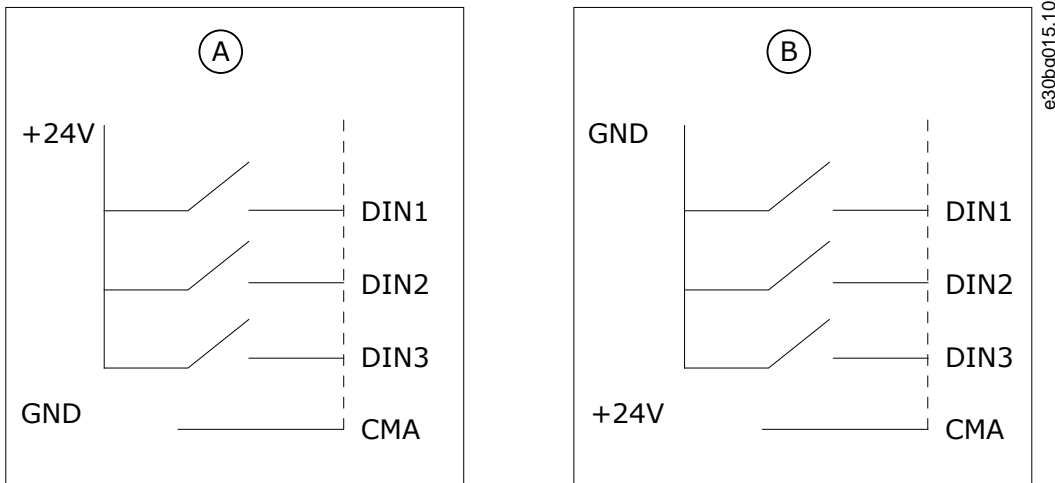 A
+24V
DIN1
DIN2
DIN3
GND
CMA
B
GND
DIN1
DIN2
DIN3
+24V
CMA
e30bg015.10